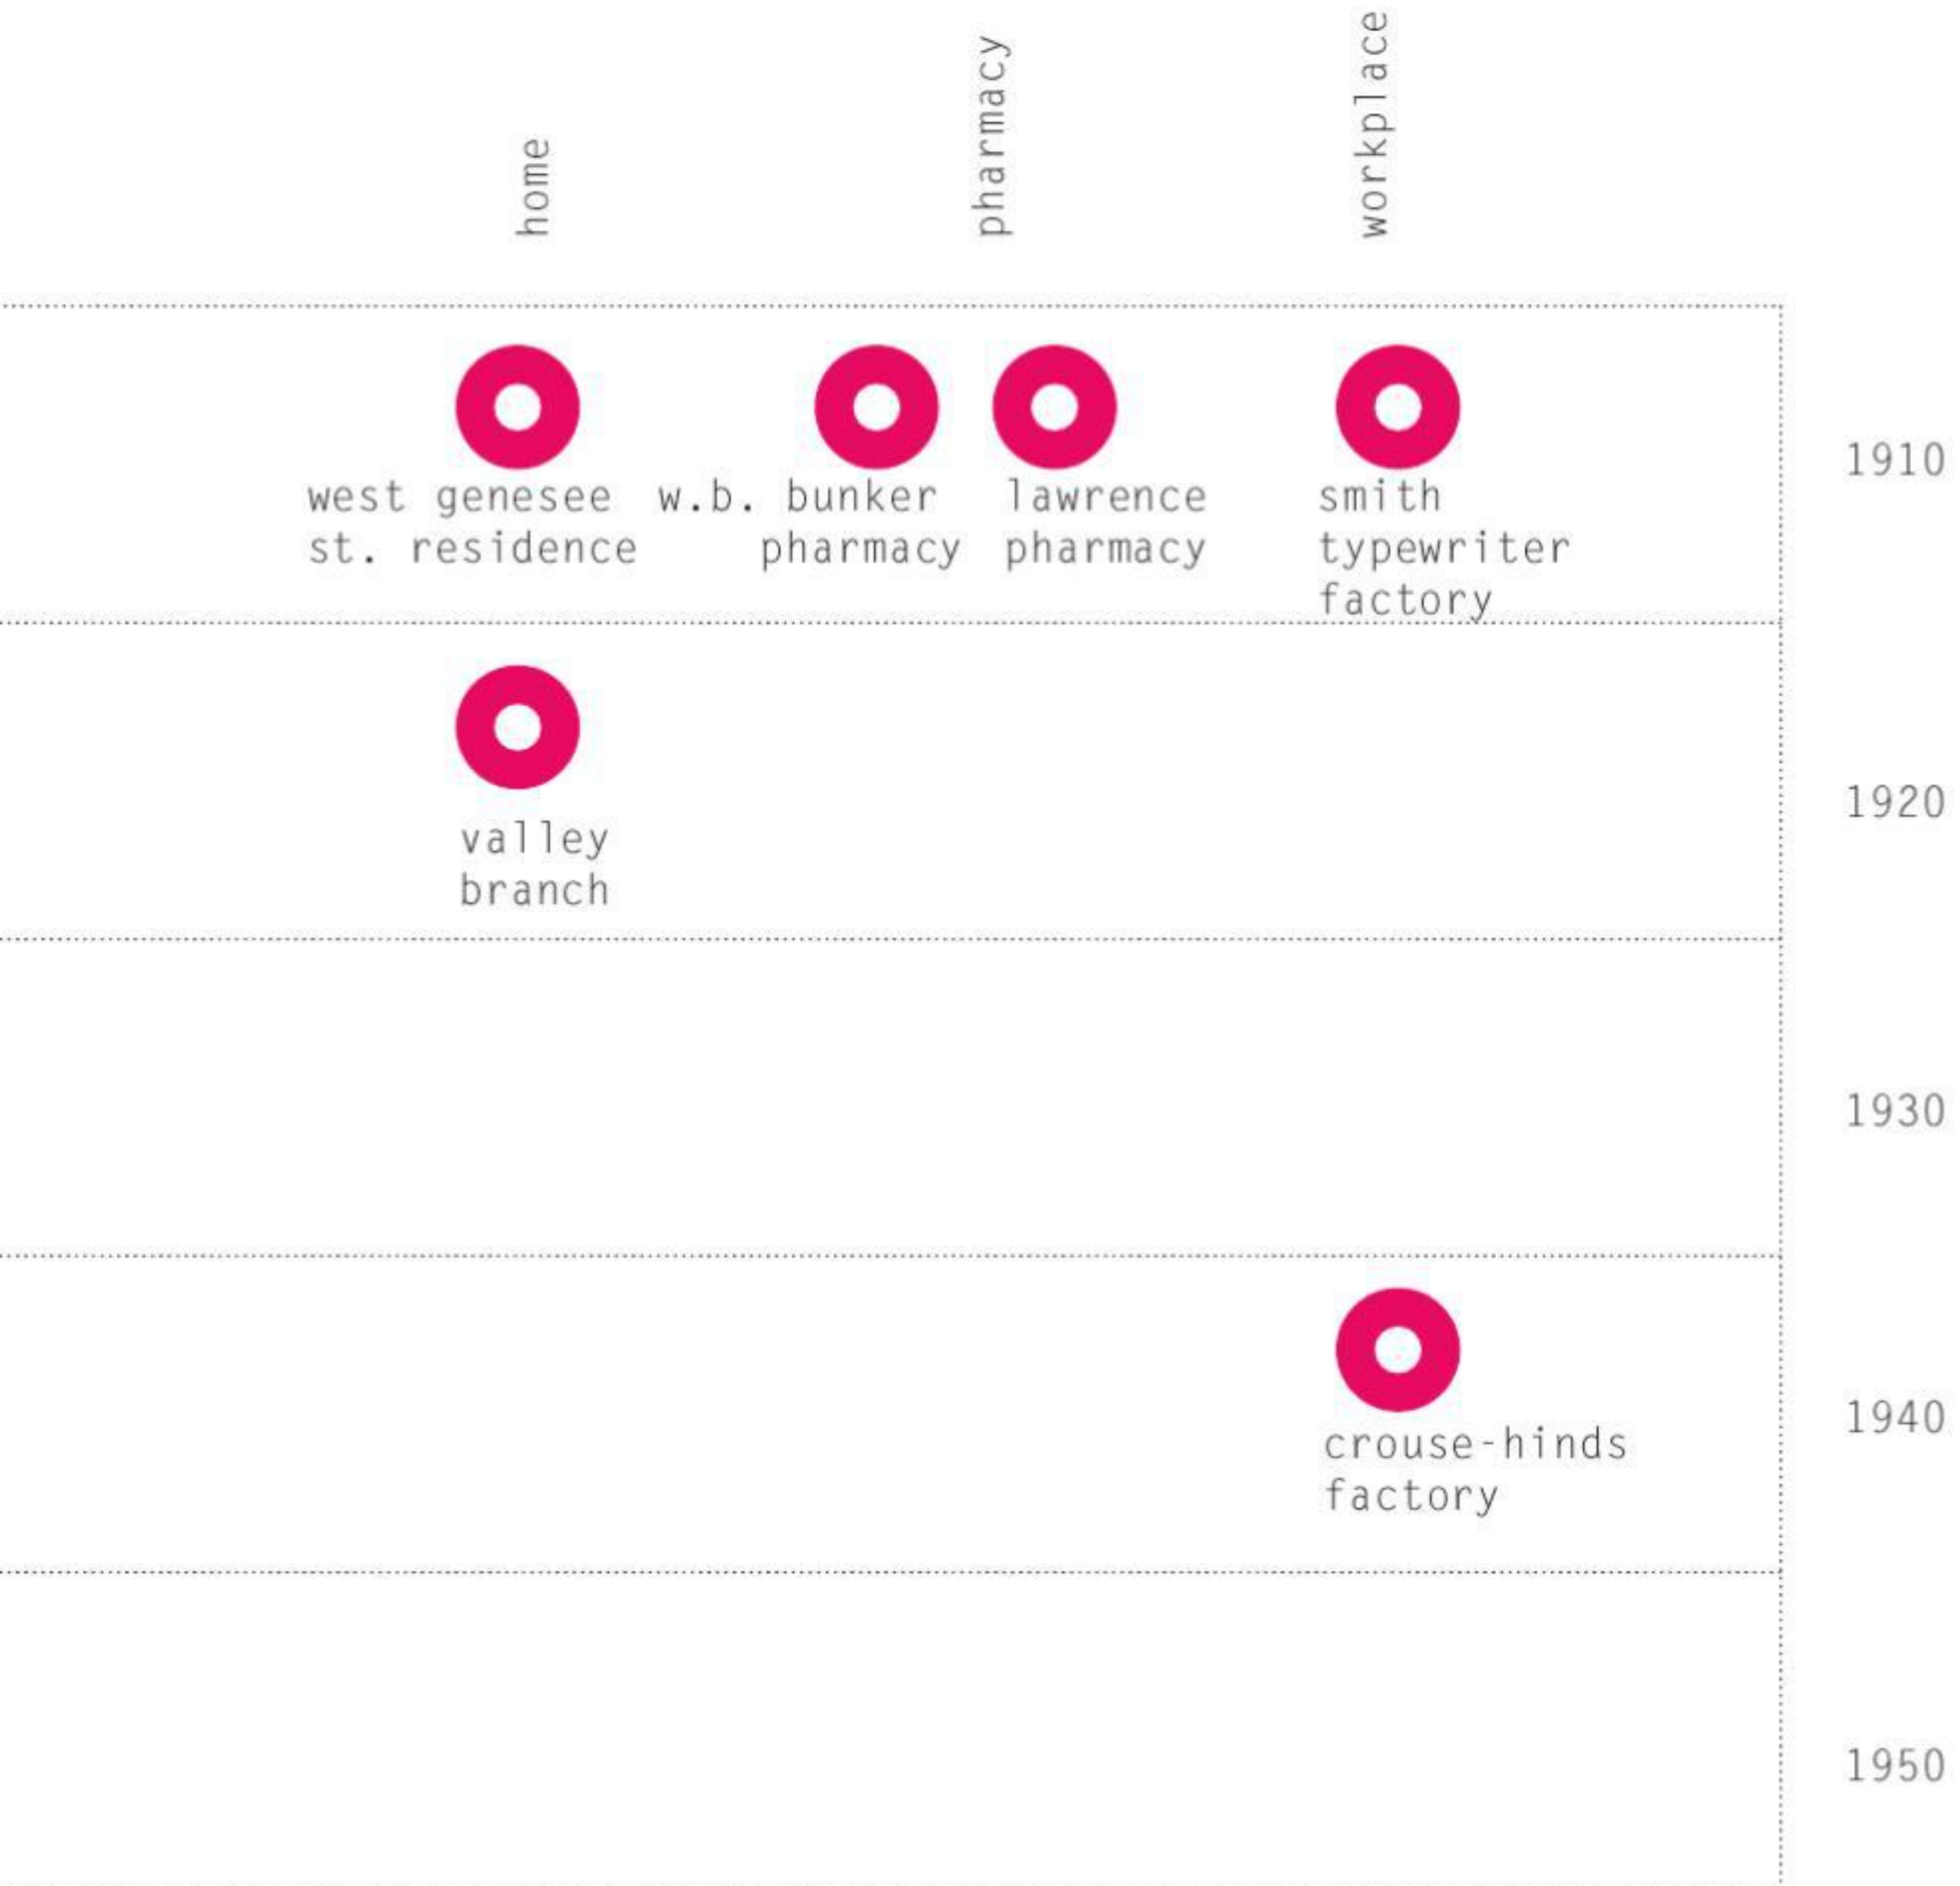 home
pharmacy
workplace
west genesee
st. residence
w.b. bunker
pharmacy
lawrence
pharmacy
smith
typewriter
factory
1910
valley
branch
1920
1930
crouse-hinds
factory
1940
1950